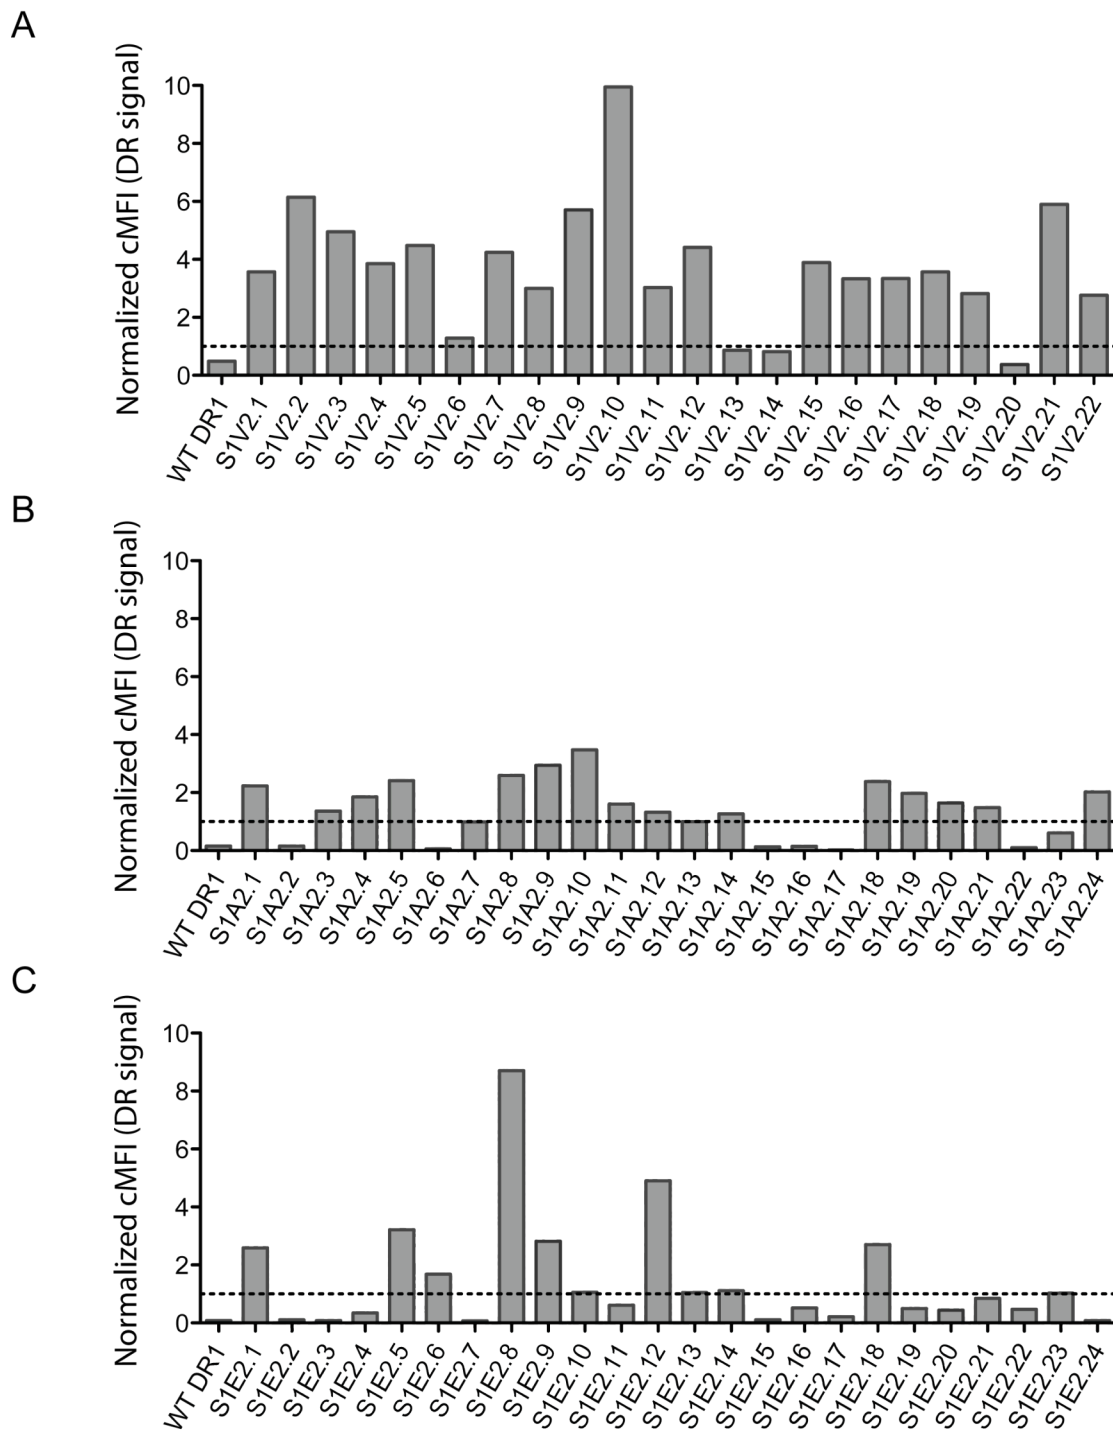 A
Normalized cMFI (DR signal)
10
8
6
4
2
0
WT DR1
S1V2.1
S1V2.2
S1V2.3
S1V2.4
S1V2.5
S1V2.6
S1V2.7
S1V2.8
S1V2.9
S1V2.10
S1V2.11
S1V2.12
S1V2.13
S1V2.14
S1V2.15
S1V2.16
S1V2.17
S1V2.18
S1V2.19
S1V2.20
S1V2.21
S1V2.22
B
Normalized cMFI (DR signal)
10
8
6
4
2
0
WT DR1
S1A2.1
S1A2.2
S1A2.3
S1A2.4
S1A2.5
S1A2.6
S1A2.7
S1A2.8
S1A2.9
S1A2.10
S1A2.11
S1A2.12
S1A2.13
S1A2.14
S1A2.15
S1A2.16
S1A2.17
S1A2.18
S1A2.19
S1A2.20
S1A2.21
S1A2.22
S1A2.23
S1A2.24
C
Normalized cMFI (DR signal)
10
8
6
4
2
0
WT DR1
S1E2.1
S1E2.2
S1E2.3
S1E2.4
S1E2.5
S1E2.6
S1E2.7
S1E2.8
S1E2.9
S1E2.10
S1E2.11
S1E2.12
S1E2.13
S1E2.14
S1E2.15
S1E2.16
S1E2.17
S1E2.18
S1E2.19
S1E2.20
S1E2.21
S1E2.22
S1E2.23
S1E2.24